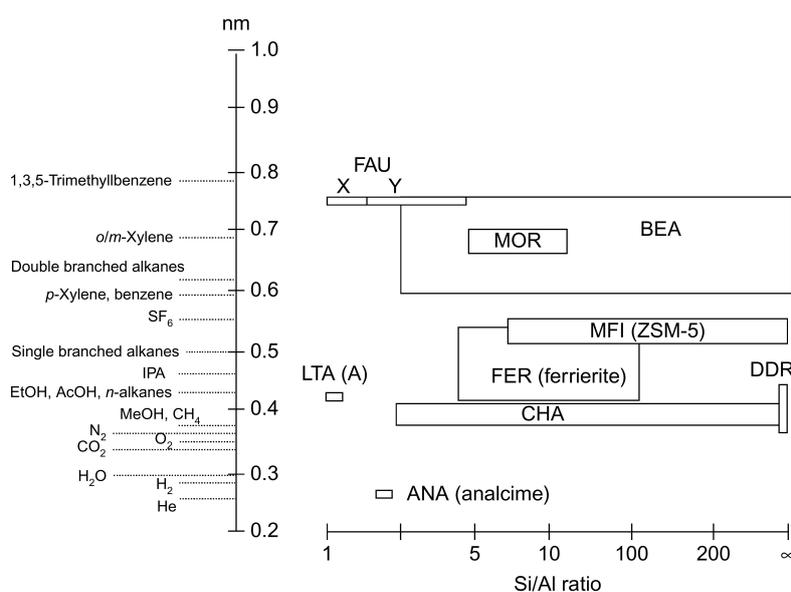 nm
1.0
0.9
0.8
0.7
0.6
0.5
0.4
0.3
0.2
1,3,5-Trimethyllbenzene
o/m-Xylene
Double branched alkanes
p-Xylene, benzene
SF6
Single branched alkanes
IPA
EtOH, AcOH, n-alkanes
MeOH, CH4
N2
O2
CO2
H2O
H2
He
FAU
X Y
BEA
MOR
MFI (ZSM-5)
LTA (A)
FER (ferrierite)
DDR
CHA
ANA (analcime)
1 5 10 100 200 ∞
Si/Al ratio